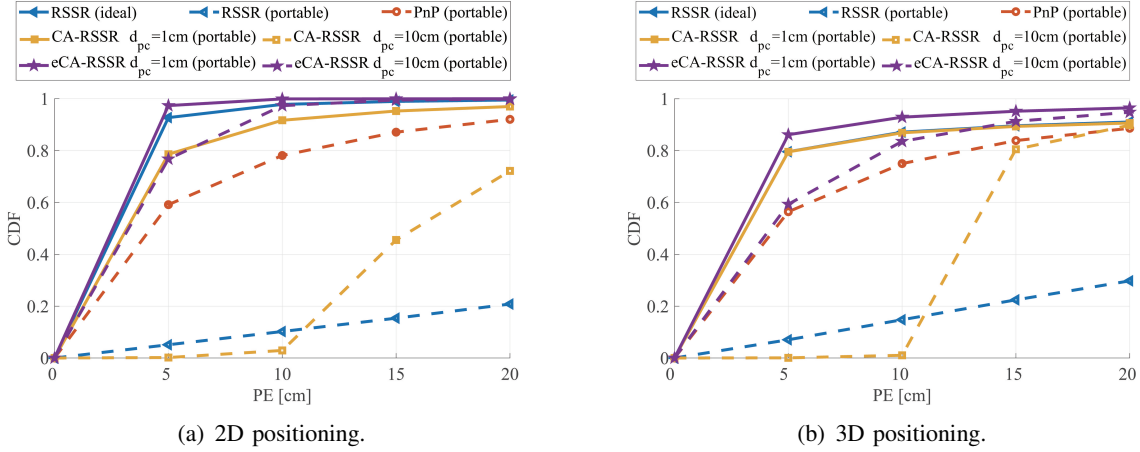 RSSR (ideal) RSSR (portable) PnP (portable)
CA-RSSR d_pc=1cm (portable) CA-RSSR d_pc=10cm (portable)
eCA-RSSR d_pc=1cm (portable) eCA-RSSR d_pc=10cm (portable)
1
0.8
0.6
0.4
0.2
0
CDF
0 5 10 15 20
PE [cm]
(a) 2D positioning.
RSSR (ideal) RSSR (portable) PnP (portable)
CA-RSSR d_pc=1cm (portable) CA-RSSR d_pc=10cm (portable)
eCA-RSSR d_pc=1cm (portable) eCA-RSSR d_pc=10cm (portable)
1
0.8
0.6
0.4
0.2
0
CDF
0 5 10 15 20
PE [cm]
(b) 3D positioning.